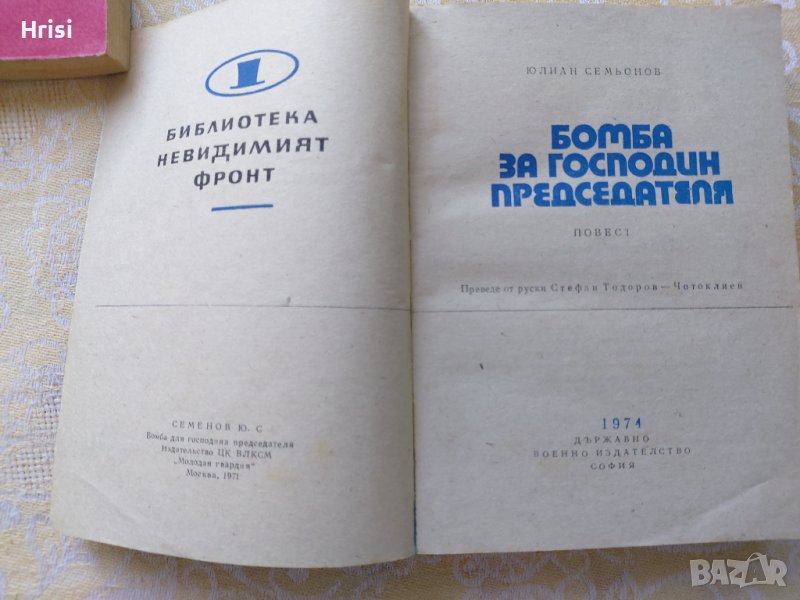 Hrisi
1
БИБЛИОТЕКА
НЕВИДИМИЯТ
ФРОНТ
СЕМЕНОВ Ю. С
Бомба для господина председателя
Издательство ЦК ВЛКСМ
„Молодая гвардия"
Москва, 1971
ЮЛИАН СЕМЬОНОВ
БОМБА
ЗА ГОСПОДИН
ПРЕДСЕДАТЕЛЯ
ПОВЕСТ
Преведе от руски Стефан Тодоров — Чотоклиев
1974
ДЪРЖАВНО
ВОЕННО ИЗДАТЕЛСТВО
СОФИЯ
BAZAR